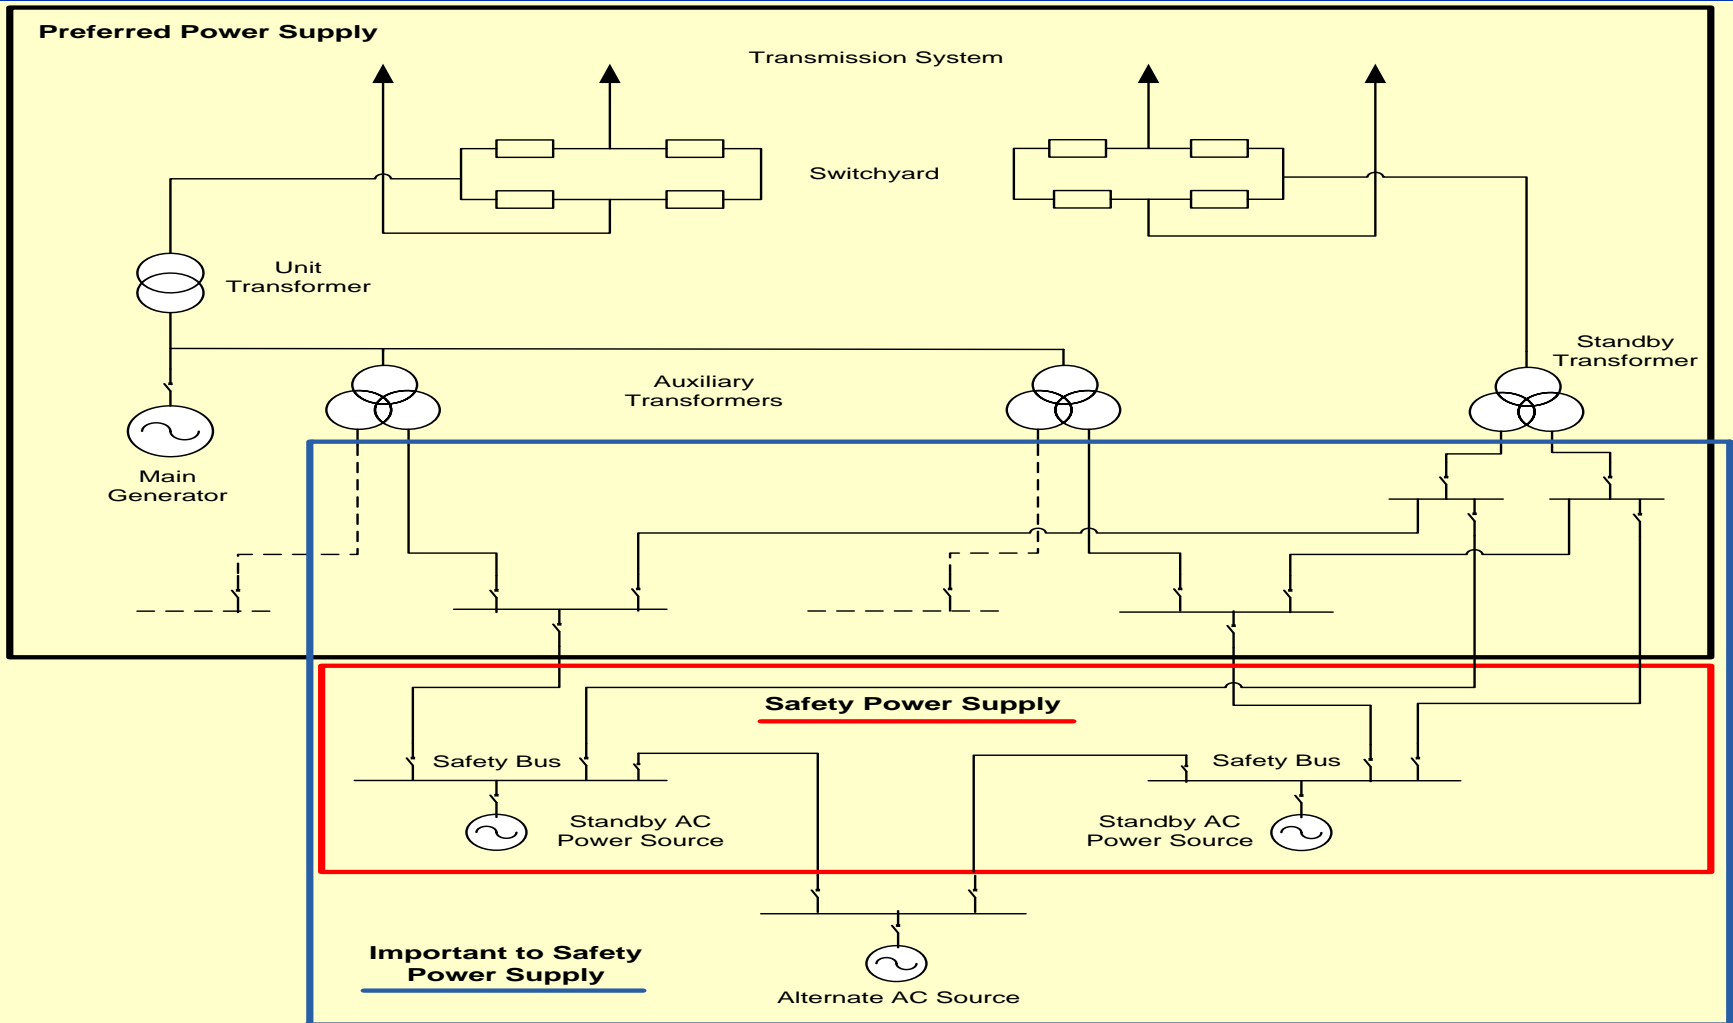 Preferred Power Supply
Transmission System
Switchyard
Unit
Transformer
Standby
Transformer
Auxiliary
Transformers
Main
Generator
Safety Power Supply
Safety Bus
Safety Bus
Standby AC
Power Source
Standby AC
Power Source
Important to Safety
Power Supply
Alternate AC Source